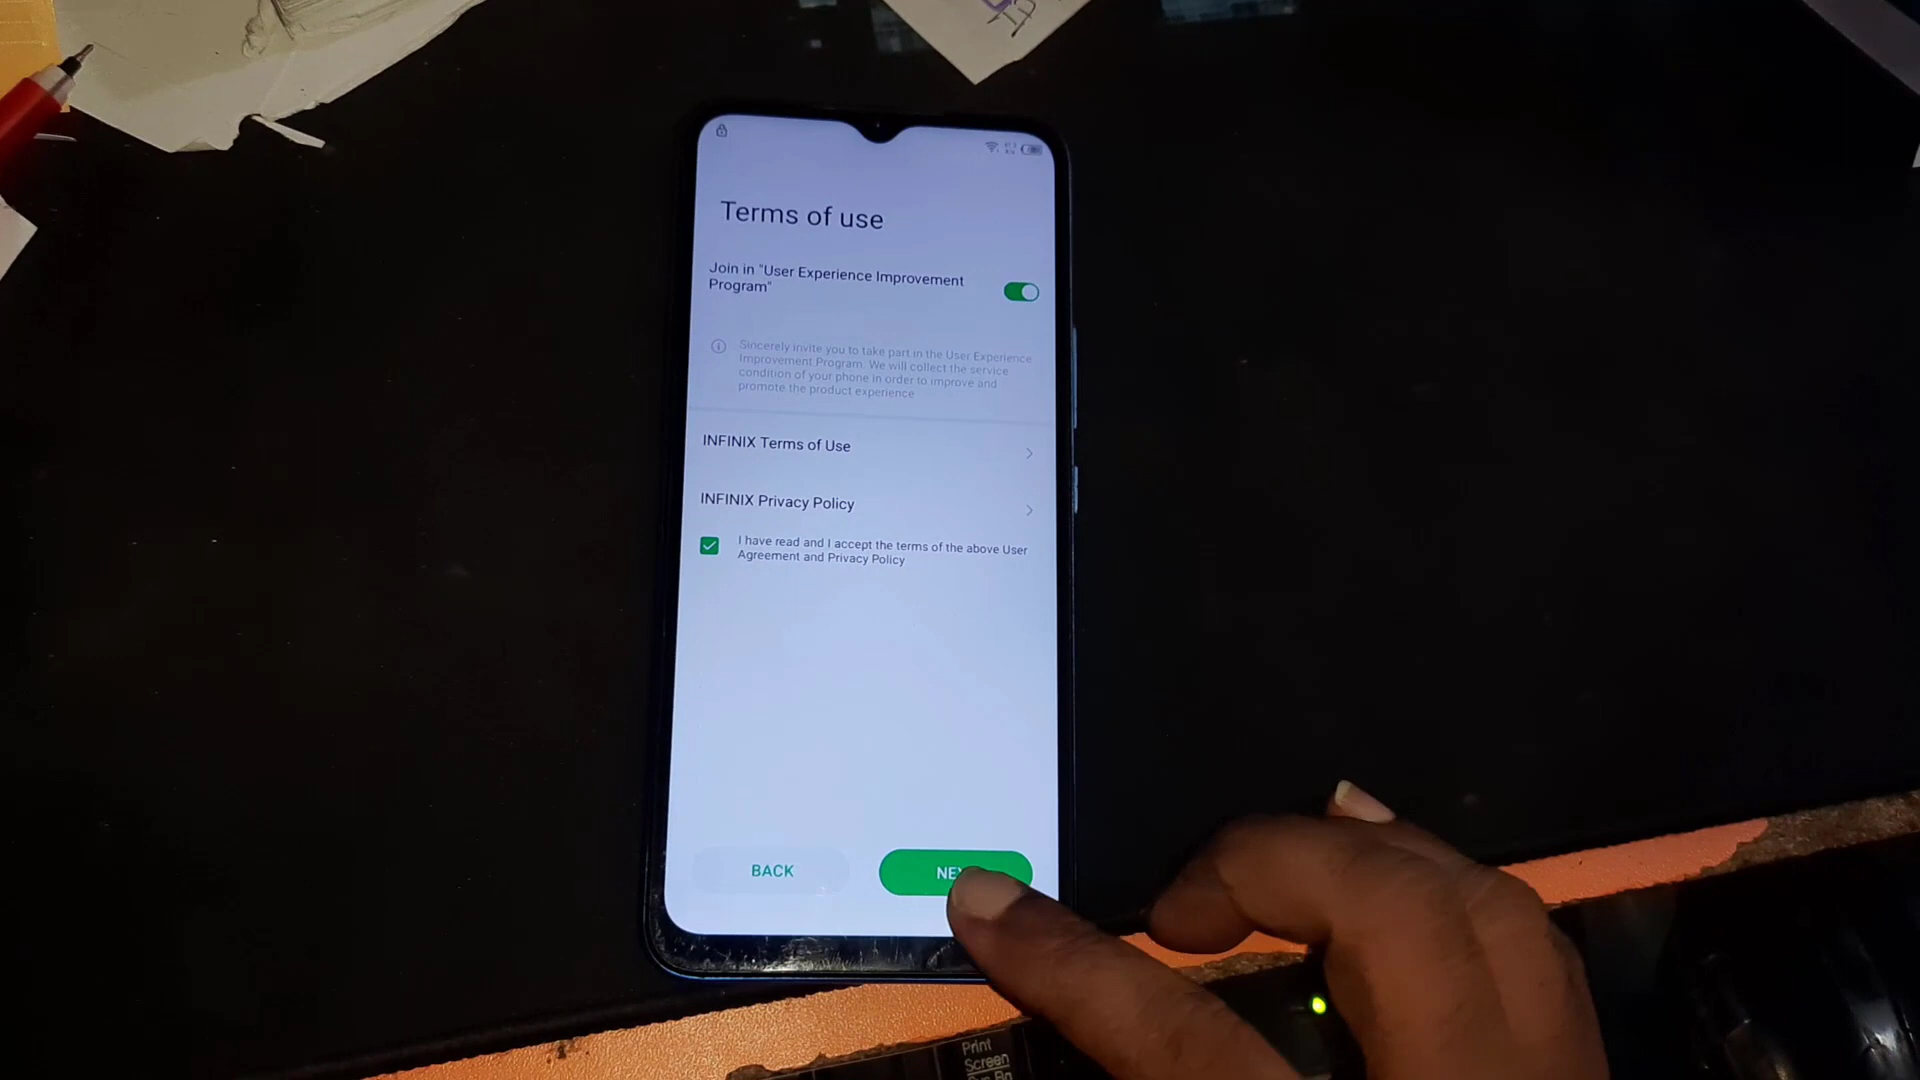 ID
Terms of use
Join in "User Experience Improvement
Program"
Sincerely invite you to take part in the User Experience
Improvement Program. We will collect the service
condition of your phone in order to improve and
promote the product experience
INFINIX Terms of Use
INFINIX Privacy Policy
I have read and I accept the terms of the above User
Agreement and Privacy Policy
BACK
NE
Print
Screen